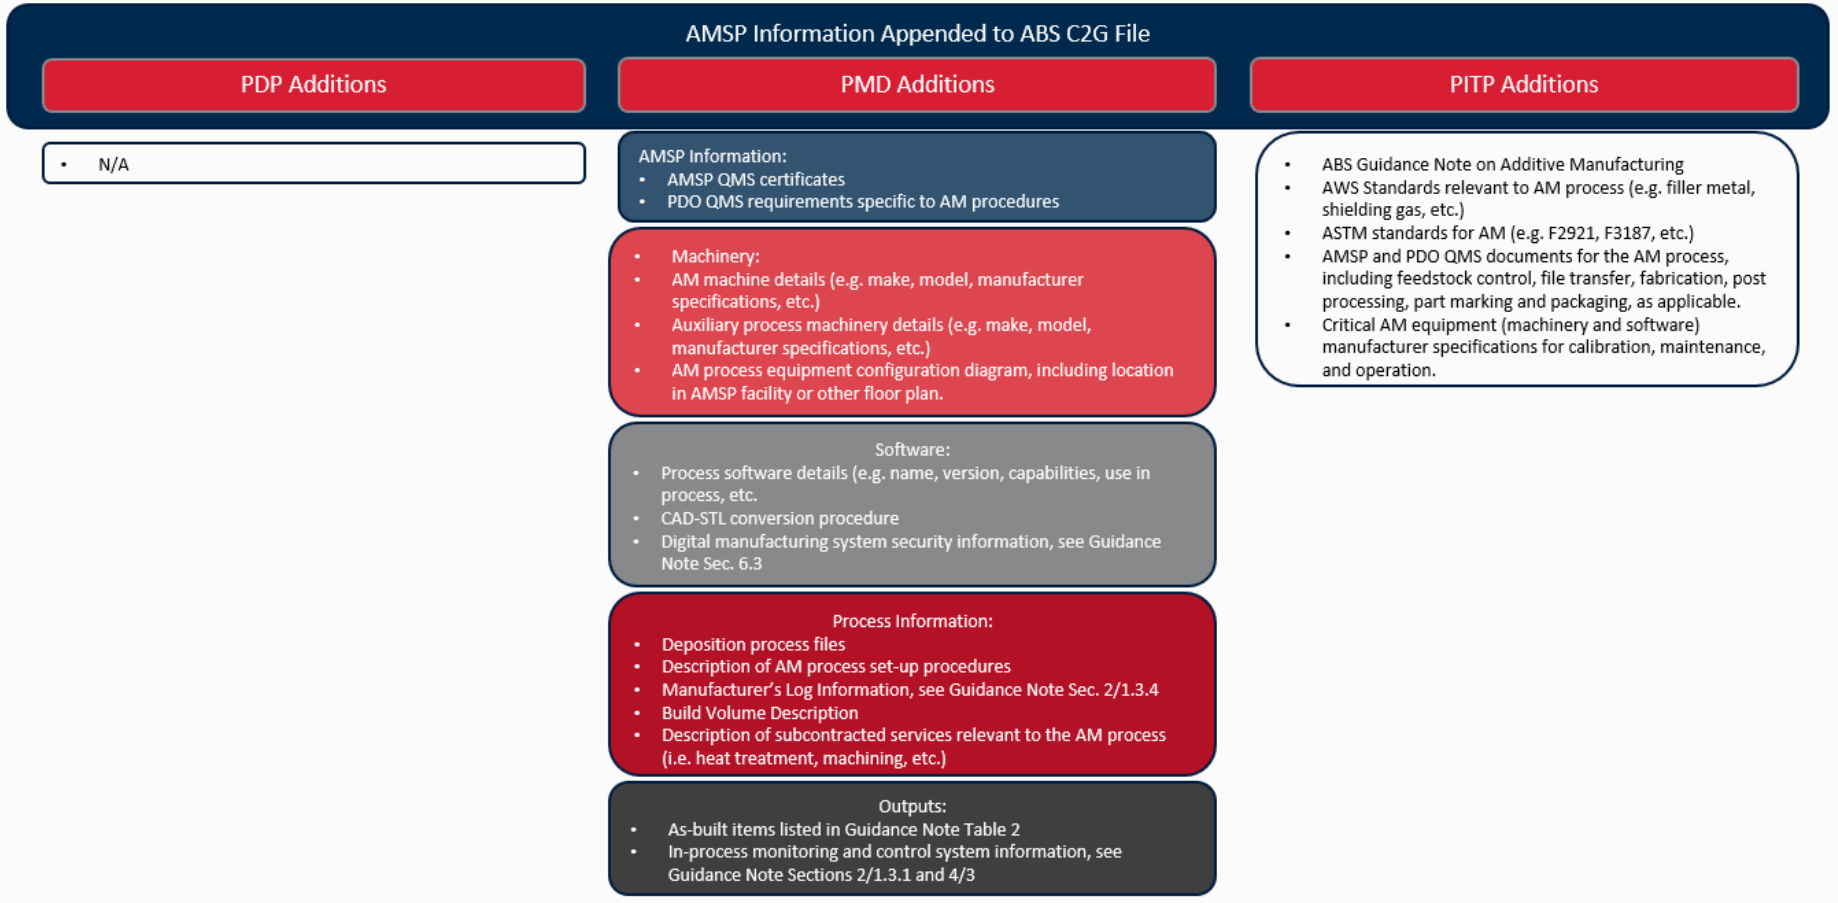 AMSP Information Appended to ABS C2G File
PDP Additions
PMD Additions
PITP Additions
• N/A
AMSP Information:
• AMSP QMS certificates
• PDO QMS requirements specific to AM procedures
• Machinery:
• AM machine details (e.g. make, model, manufacturer
specifications, etc.)
• Auxiliary process machinery details (e.g. make, model,
manufacturer specifications, etc.)
• AM process equipment configuration diagram, including location
in AMSP facility or other floor plan.
Software:
• Process software details (e.g. name, version, capabilities, use in
process, etc.
• CAD-STL conversion procedure
• Digital manufacturing system security information, see Guidance
Note Sec. 6.3
Process Information:
• Deposition process files
• Description of AM process set-up procedures
• Manufacturer's Log Information, see Guidance Note Sec. 2/1.3.4
• Build Volume Description
• Description of subcontracted services relevant to the AM process
(i.e. heat treatment, machining, etc.)
Outputs:
• As-built items listed in Guidance Note Table 2
• In-process monitoring and control system information, see
Guidance Note Sections 2/1.3.1 and 4/3
• ABS Guidance Note on Additive Manufacturing
• AWS Standards relevant to AM process (e.g. filler metal,
shielding gas, etc.)
• ASTM standards for AM (e.g. F2921, F3187, etc.)
• AMSP and PDO QMS documents for the AM process,
including feedstock control, file transfer, fabrication, post
processing, part marking and packaging, as applicable.
• Critical AM equipment (machinery and software)
manufacturer specifications for calibration, maintenance,
and operation.